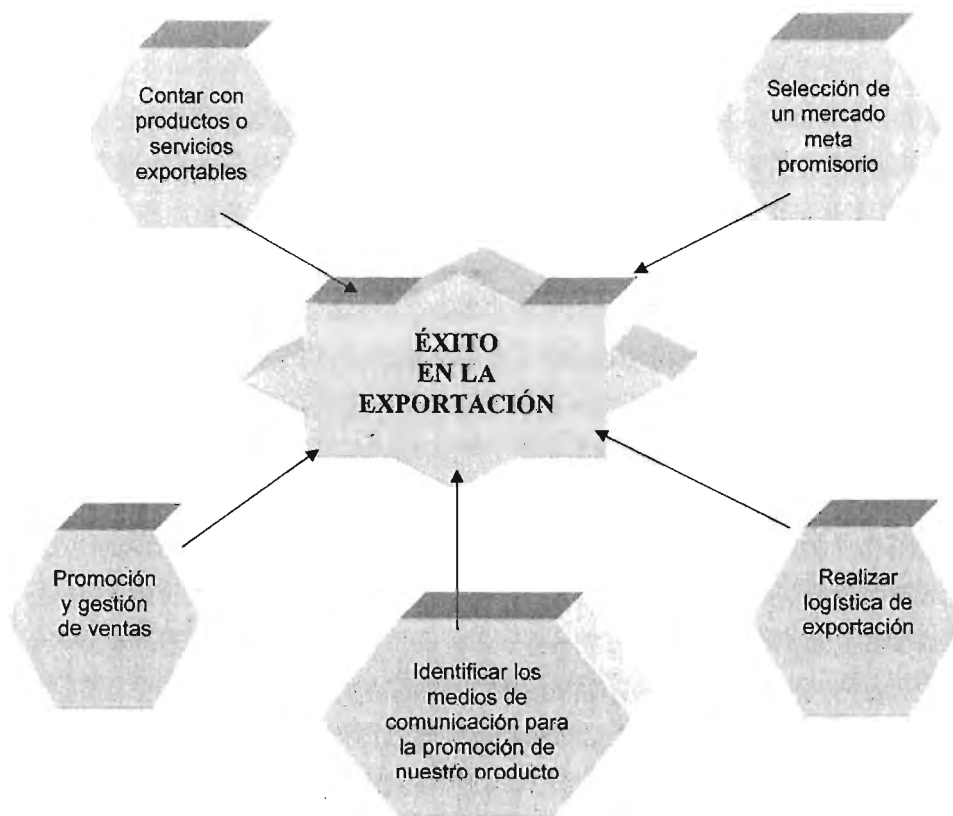 Contar con
productos o
servicios
exportables
Selección de
un mercado
meta
promisorio
ÉXITO
EN LA
EXPORTACIÓN
Promoción
y gestión
de ventas
Identificar los
medios de
comunicación para
la promoción de
nuestro producto
Realizar
logística de
exportación